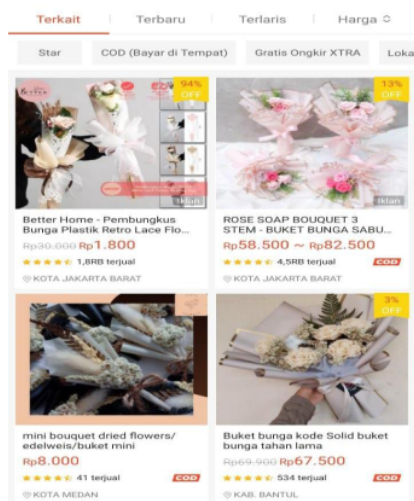 Terkait
Terbaru
Terlaris
Harga
Star
COD (Bayar di Tempat)
Gratis Ongkir XTRA
Loka
94%
OFF
Iklan
Better Home - Pembungkus
Bunga Plastik Retro Lace Flo...
Rp30.000 Rp1.800
1,8RB terjual
KOTA JAKARTA BARAT
13%
OFF
Iklan
ROSE SOAP BOUQUET 3
STEM - BUKET BUNGA SABU...
Rp58.500 ~ Rp82.500
4,5RB terjual
COD
KOTA JAKARTA BARAT
mini bouquet dried flowers/
edelweis/buket mini
Rp8.000
41 terjual
COD
KOTA MEDAN
3%
OFF
Buket bunga kode Solid buket
bunga tahan lama
Rp69.900 Rp67.500
534 terjual
COD
KAB. BANTUL